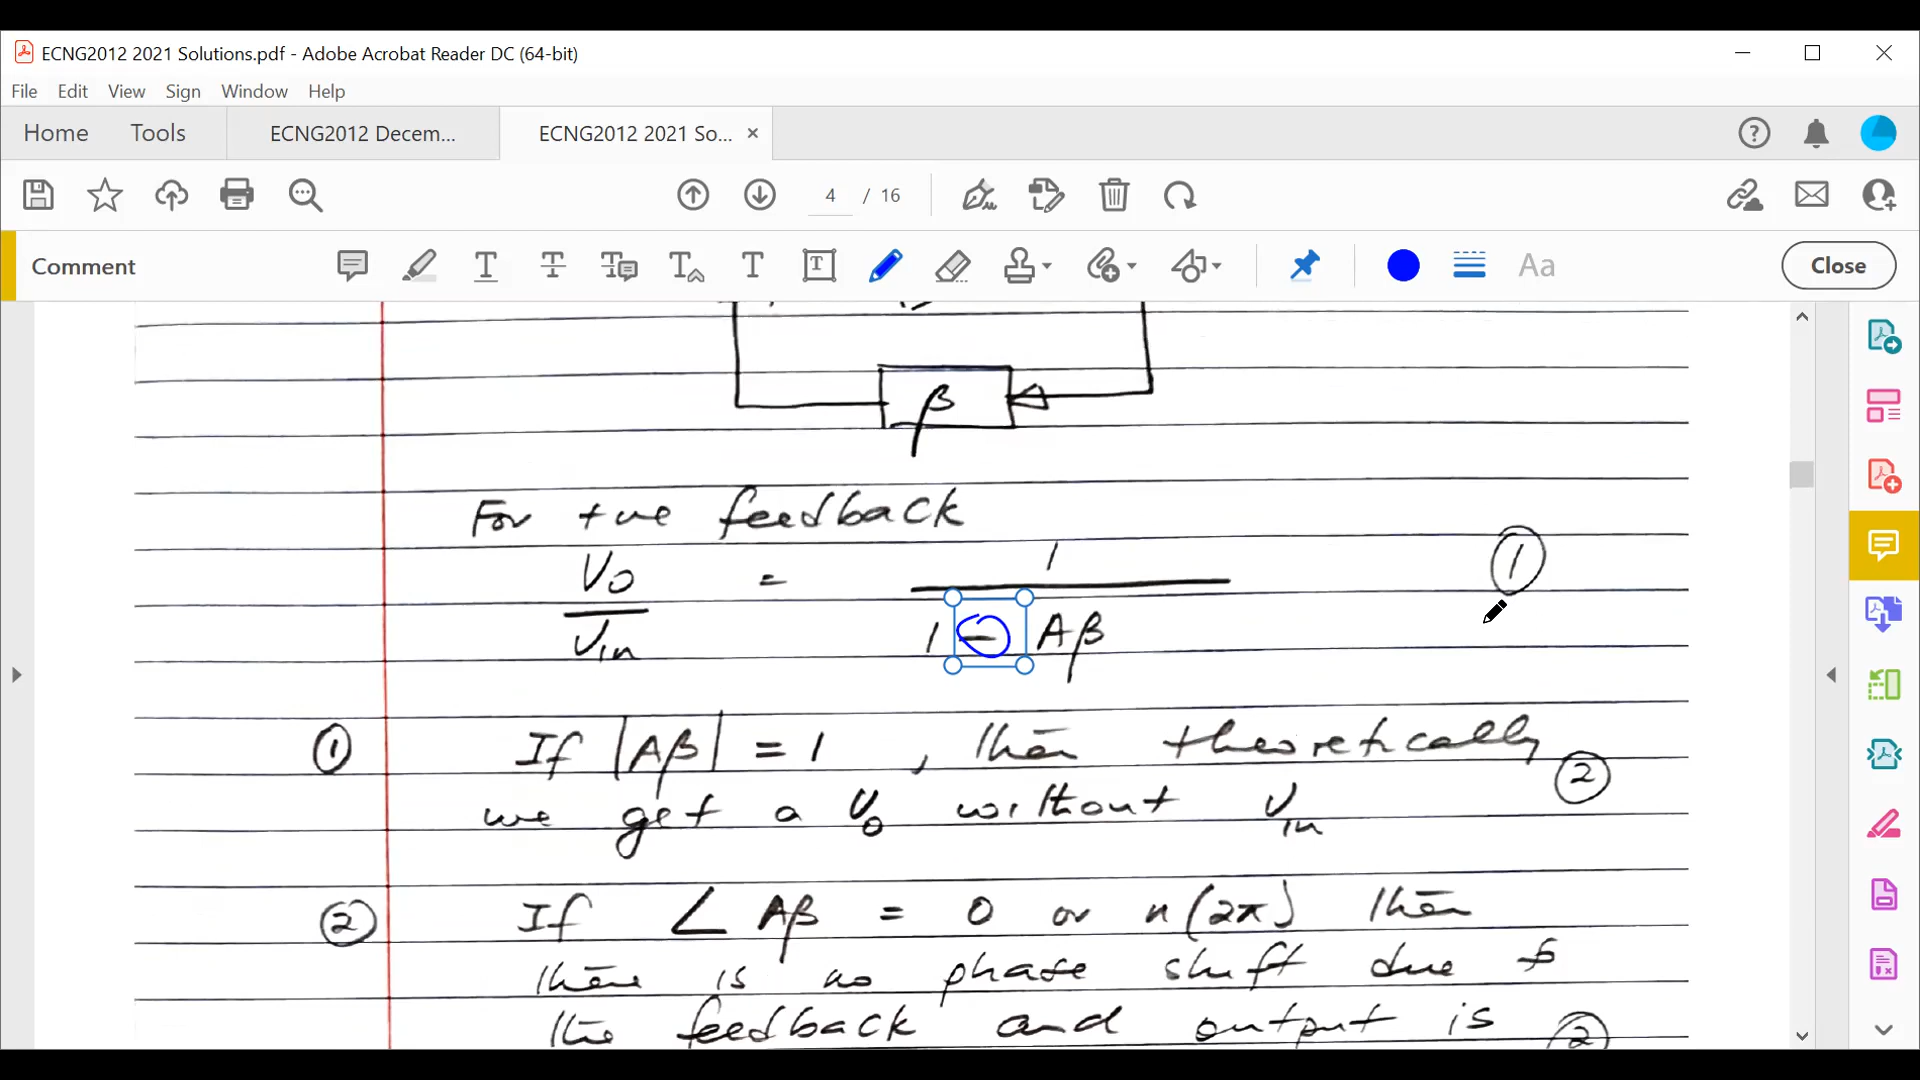 ECNG2012 2021 Solutions.pdf - Adobe Acrobat Reader DC (64-bit)
File Edit View Sign Window Help
Home Tools ECNG2012 Decem... ECNG2012 2021 So... ×
4 / 16
Comment Aa Close
β
For +ve feedback
Vo = 1 ①
Vin 1 - Aβ
① If |Aβ| = 1 , then theoretically ②
we get a Vo without Vin
② If ∠ Aβ = 0 or n(2π) then
there is no phase shift due to
the feedback and output is ②